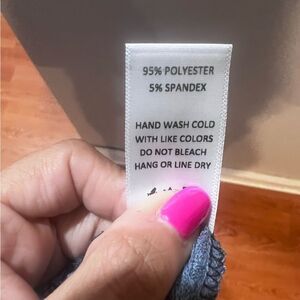 95% POLYESTER
5% SPANDEX
HAND WASH COLD
WITH LIKE COLORS
DO NOT BLEACH
HANG OR LINE DRY